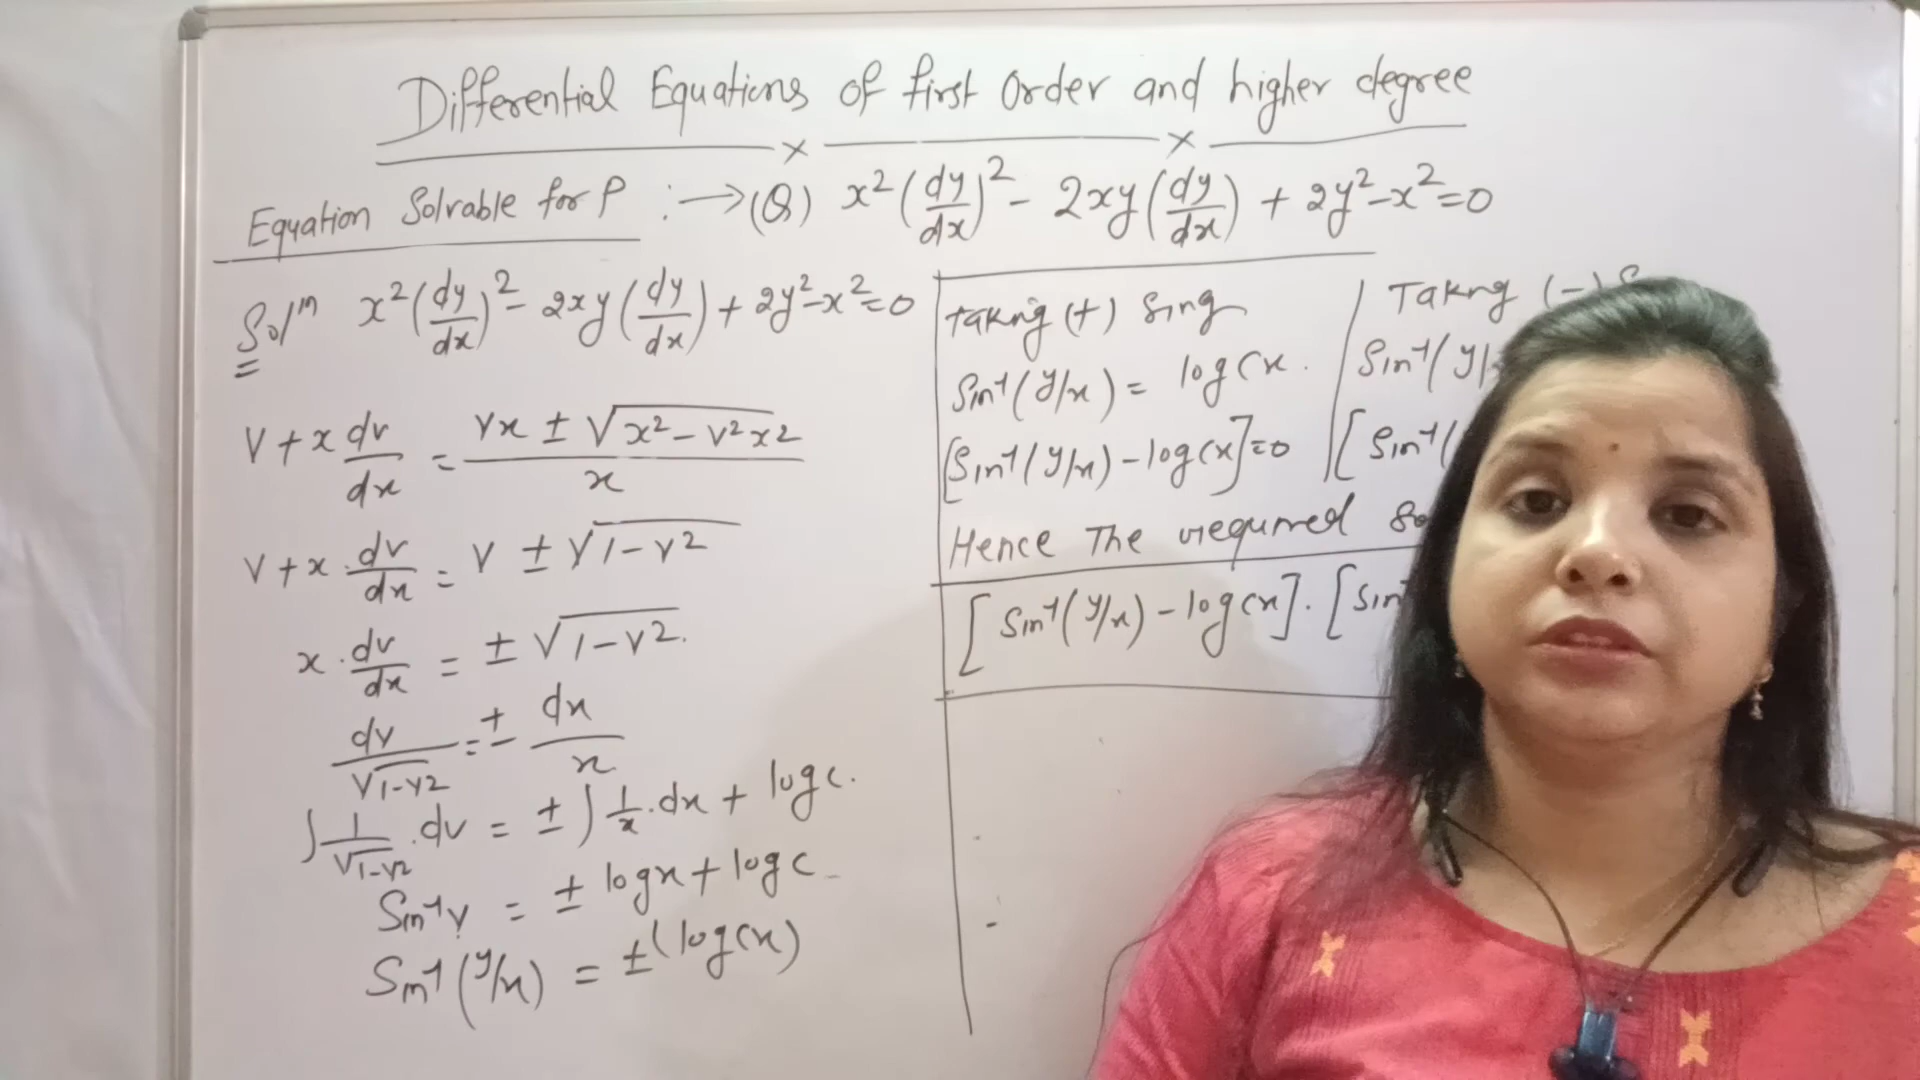 Differential Equations of first Order and higher degree
Equation Solvable for P :→ (Q) x²(dy/dx)² - 2xy(dy/dx) + 2y²-x²=0
Solⁿ x²(dy/dx)² - 2xy(dy/dx) + 2y²-x²=0
v + x dv/dx = vx ± √x²-v²x² / x
v + x . dv/dx = v ± √1-v²
x . dv/dx = ± √1-v².
dv/√1-v² = ± dx/x
∫ 1/√1-v² . dv = ± ∫ 1/x . dx + log c.
Sin⁻¹v = ± log x + log c
Sin⁻¹(y/x) = ± (log cx)
Taking (+) Sing
Sin⁻¹(y/x) = log cx.
[Sin⁻¹(y/x) - log cx]=0
Takng (-) S
Sin⁻¹(y/
[Sin⁻¹(
Hence The required So
[Sin⁻¹(y/x) - log cx] . [Sin⁻¹